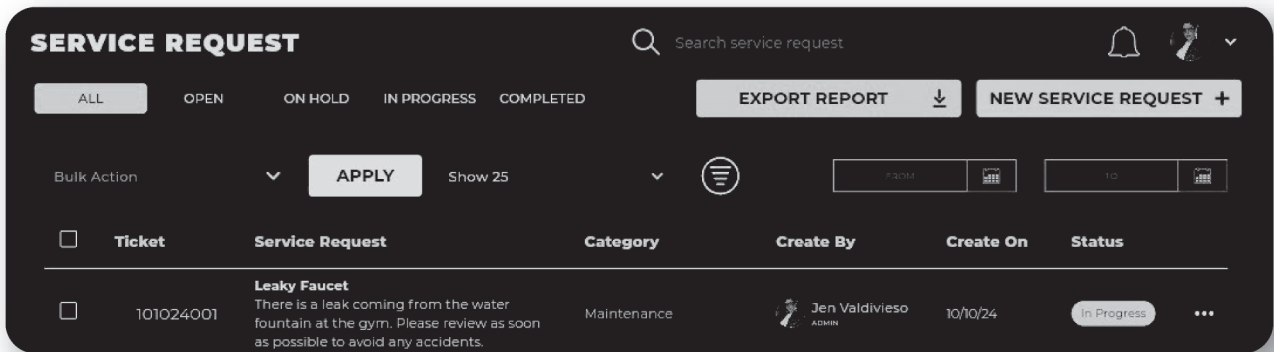 SERVICE REQUEST
Search service request
ALL OPEN ON HOLD IN PROGRESS COMPLETED
EXPORT REPORT NEW SERVICE REQUEST +
Bulk Action APPLY Show 25 FROM TO
Ticket Service Request Category Create By Create On Status
Leaky Faucet
There is a leak coming from the water
fountain at the gym. Please review as soon
as possible to avoid any accidents.
101024001 Maintenance Jen Valdivieso 10/10/24 In Progress •••
ADMIN